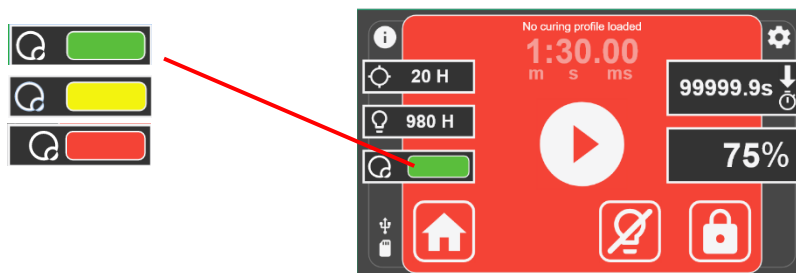 No curing profile loaded
1:30.00
m s ms
20 H
99999.9s
980 H
75%